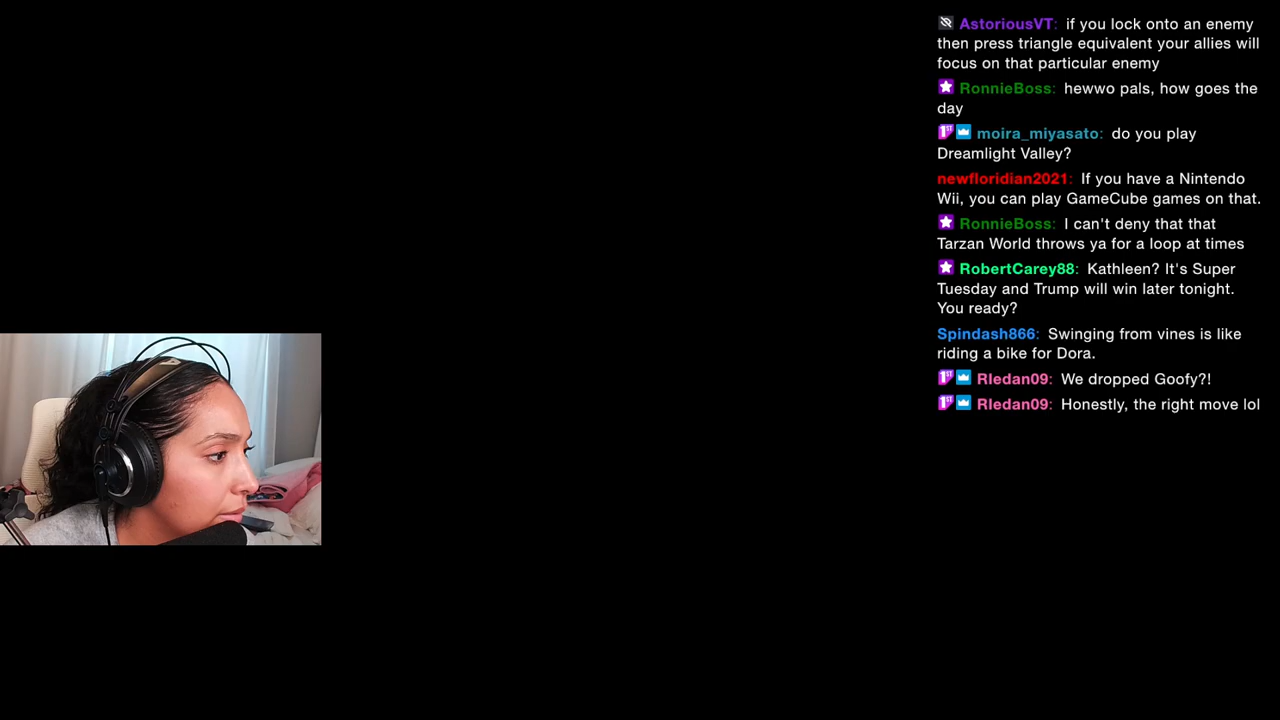 AstoriousVT: if you lock onto an enemy
then press triangle equivalent your allies will
focus on that particular enemy
RonnieBoss: hewwo pals, how goes the
day
moira_miyasato: do you play
Dreamlight Valley?
newfloridian2021: If you have a Nintendo
Wii, you can play GameCube games on that.
RonnieBoss: I can't deny that that
Tarzan World throws ya for a loop at times
RobertCarey88: Kathleen? It's Super
Tuesday and Trump will win later tonight.
You ready?
Spindash866: Swinging from vines is like
riding a bike for Dora.
1ST Rledan09: We dropped Goofy?!
1ST Rledan09: Honestly, the right move lol